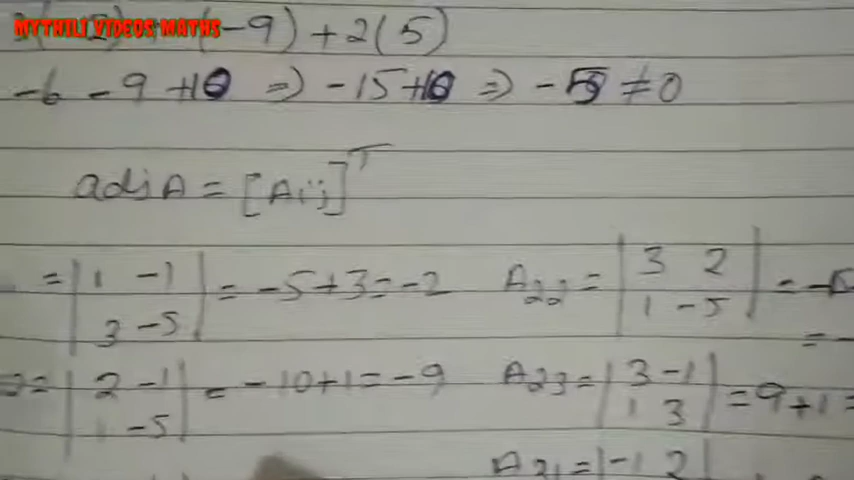 MYTHILI VIDEOS MATHS
(-9) + 2(5)
-6 -9 +10 => -15+10 => -5 ≠ 0
adj A = [Aij]^T
= |1 -1| = -5+3=-2 A22 = |3 2| =
|3 -5| |1 -5| = -
= |2 -1| = -10+1=-9 A23 = |3 -1| = 9+1=
|1 -5| |1 3|
|-1 2|